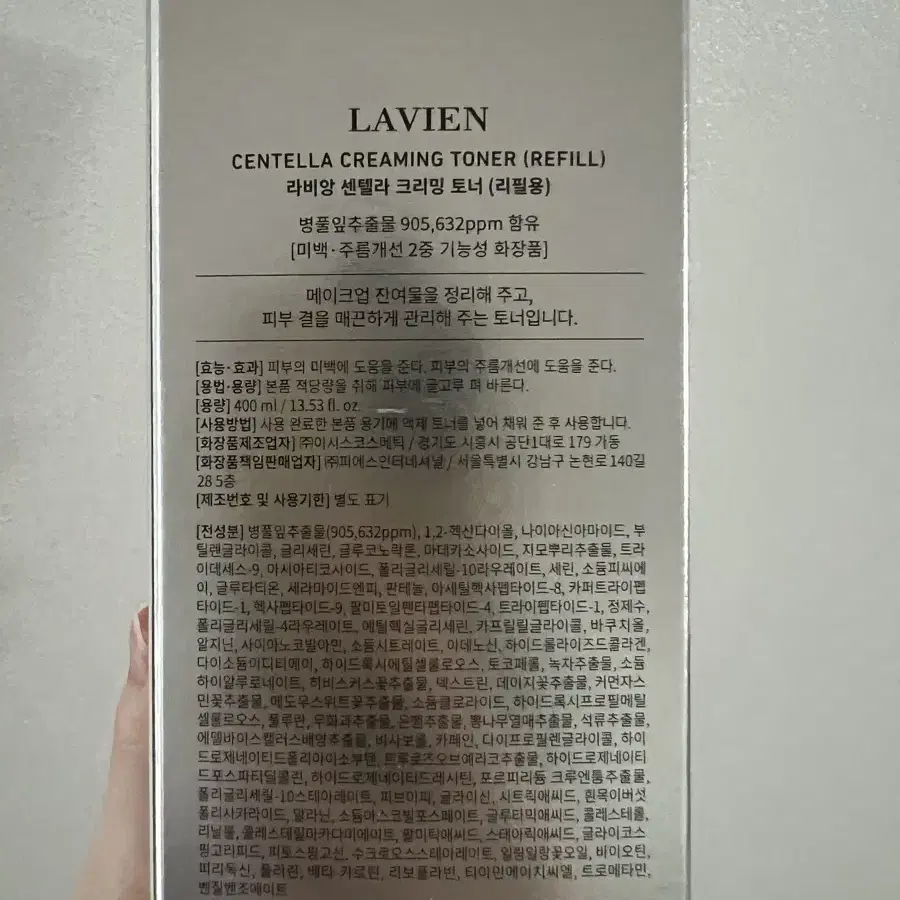 LAVIEN
CENTELLA CREAMING TONER (REFILL)
라비앙 센텔라 크리밍 토너 (리필용)
병풀잎추출물 905,632ppm 함유
[미백·주름개선 2중 기능성 화장품]
메이크업 잔여물을 정리해 주고,
피부 결을 매끈하게 관리해 주는 토너입니다.
[효능·효과] 피부의 미백에 도움을 준다. 피부의 주름개선에 도움을 준다.
[용법·용량] 본품 적당량을 취해 피부에 골고루 펴 바른다.
[용량] 400 ml / 13.53 fl. oz.
[사용방법] 사용 완료한 본품 용기에 액제 토너를 넣어 채워 준 후 사용합니다.
[화장품제조업자] ㈜이시스코스메틱 / 경기도 시흥시 공단1대로 179 가동
[화장품책임판매업자] ㈜피에스인터네셔널 / 서울특별시 강남구 논현로 140길
28 5층
[제조번호 및 사용기한] 별도 표기
[전성분] 병풀잎추출물(905,632ppm), 1,2-헥산다이올, 나이아신아마이드, 부
틸렌글라이콜, 글리세린, 글루코노락톤, 마데카소사이드, 지모뿌리추출물, 트라
이데세스-9, 아시아티코사이드, 폴리글리세릴-10라우레이트, 세린, 소듐피씨에
이, 글루타티온, 세라마이드엔피, 판테놀, 아세틸헥사펩타이드-8, 카퍼트라이펩
타이드-1, 헥사펩타이드-9, 팔미토일펜타펩타이드-4, 트라이펩타이드-1, 정제수,
폴리글리세릴-4라우레이트, 에틸헥실글리세린, 카프릴릴글라이콜, 바쿠치올,
알지닌, 사이아노코발아민, 소듐시트레이트, 아데노신, 하이드롤라이즈드콜라겐,
다이소듐이디티에이, 하이드록시에틸셀룰로오스, 토코페롤, 녹차추출물, 소듐
하이알루로네이트, 히비스커스꽃추출물, 덱스트린, 데이지꽃추출물, 커먼자스
민꽃추출물, 메도우스위트꽃추출물, 소듐클로라이드, 하이드록시프로필메틸
셀룰로오스, 풀루란, 무화과추출물, 은행추출물, 뽕나무열매추출물, 석류추출물,
에델바이스캘러스배양추출물, 비사보롤, 카페인, 다이프로필렌글라이콜, 하이
드로제네이티드폴리아이소부텐, 트루로즈오브예리코추출물, 하이드로제네이티
드포스파티딜콜린, 하이드로제네이티드레시틴, 포르피리듐 크루엔툼추출물,
폴리글리세릴-10스테아레이트, 피브이피, 글라이신, 시트릭애씨드, 흰목이버섯
폴리사카라이드, 알라닌, 소듐아스코빌포스페이트, 글루타믹애씨드, 콜레스테롤,
리날룰, 콜레스테릴마카다미에이트, 팔미틱애씨드, 스테아릭애씨드, 글라이코스
핑고리피드, 피토스핑고신, 수크로오스스테아레이트, 일랑일랑꽃오일, 바이오틴,
피리독신, 폴리린, 베타-카로틴, 리보플라빈, 티아민에이치씨엘, 트로메타민,
벤질벤조에이트